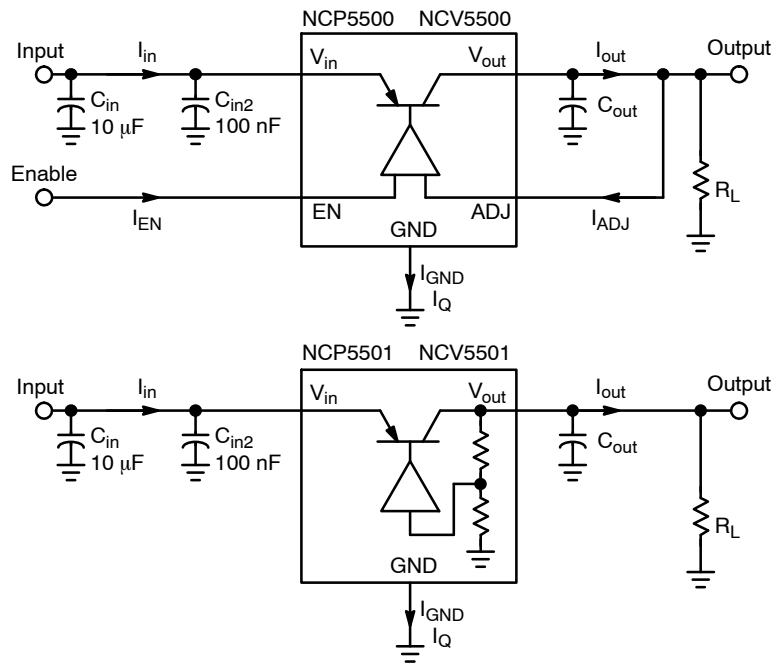 NCP5500 NCV5500
Input I_in V_in V_out I_out Output
C_in C_in2 C_out
10 μF 100 nF
Enable
I_EN EN ADJ I_ADJ R_L
GND
I_GND
I_Q
NCP5501 NCV5501
Input I_in V_in V_out I_out Output
C_in C_in2 C_out
10 μF 100 nF
R_L
GND
I_GND
I_Q